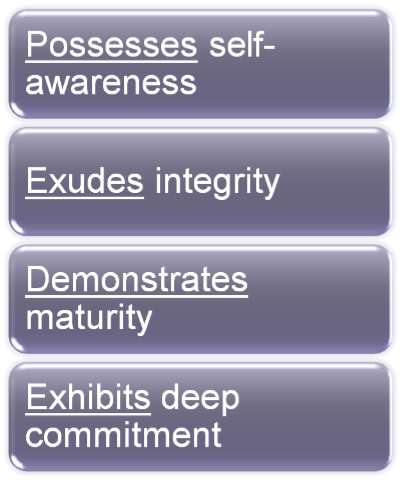 Possesses self-
awareness
Exudes integrity
Demonstrates
maturity
Exhibits deep
commitment